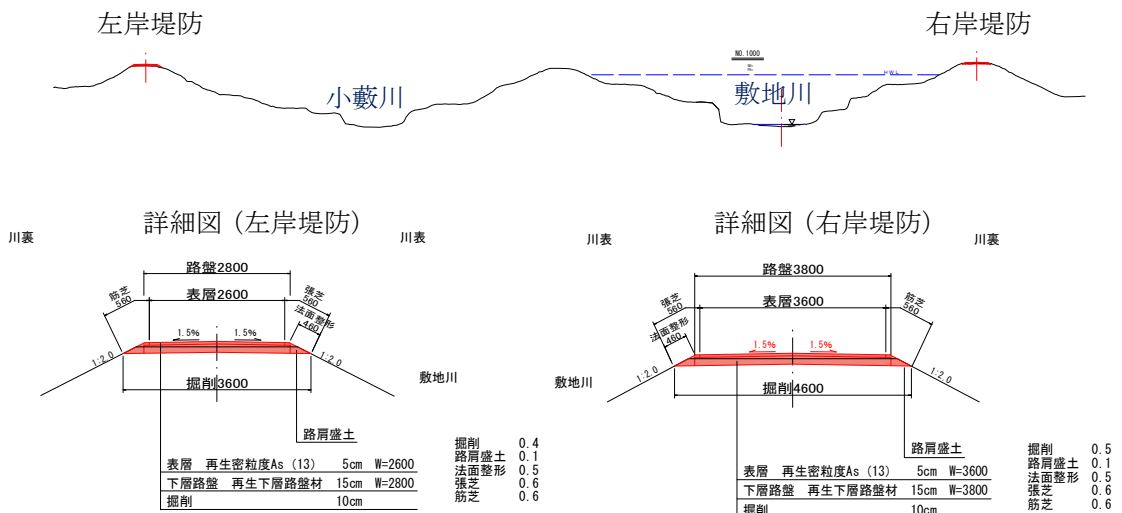 左岸堤防
右岸堤防
NO.1000
H.W.L
小藪川
敷地川
詳細図（左岸堤防）
川裏
川表
路盤2800
表層2600
筋芝
560
張芝
560
法面整形
460
1.5%
1.5%
1:2.0
1:2.0
掘削3600
敷地川
路肩盛土
表層 再生密粒度As（13） 5cm W=2600
下層路盤 再生下層路盤材 15cm W=2800
掘削 10cm
掘削 0.4
路肩盛土 0.1
法面整形 0.5
張芝 0.6
筋芝 0.6
詳細図（右岸堤防）
川表
川裏
路盤3800
表層3600
張芝
560
法面整形
460
筋芝
560
1.5%
1.5%
1:2.0
1:2.0
掘削4600
敷地川
路肩盛土
表層 再生密粒度As（13） 5cm W=3600
下層路盤 再生下層路盤材 15cm W=3800
掘削 10cm
掘削 0.5
路肩盛土 0.1
法面整形 0.5
張芝 0.6
筋芝 0.6